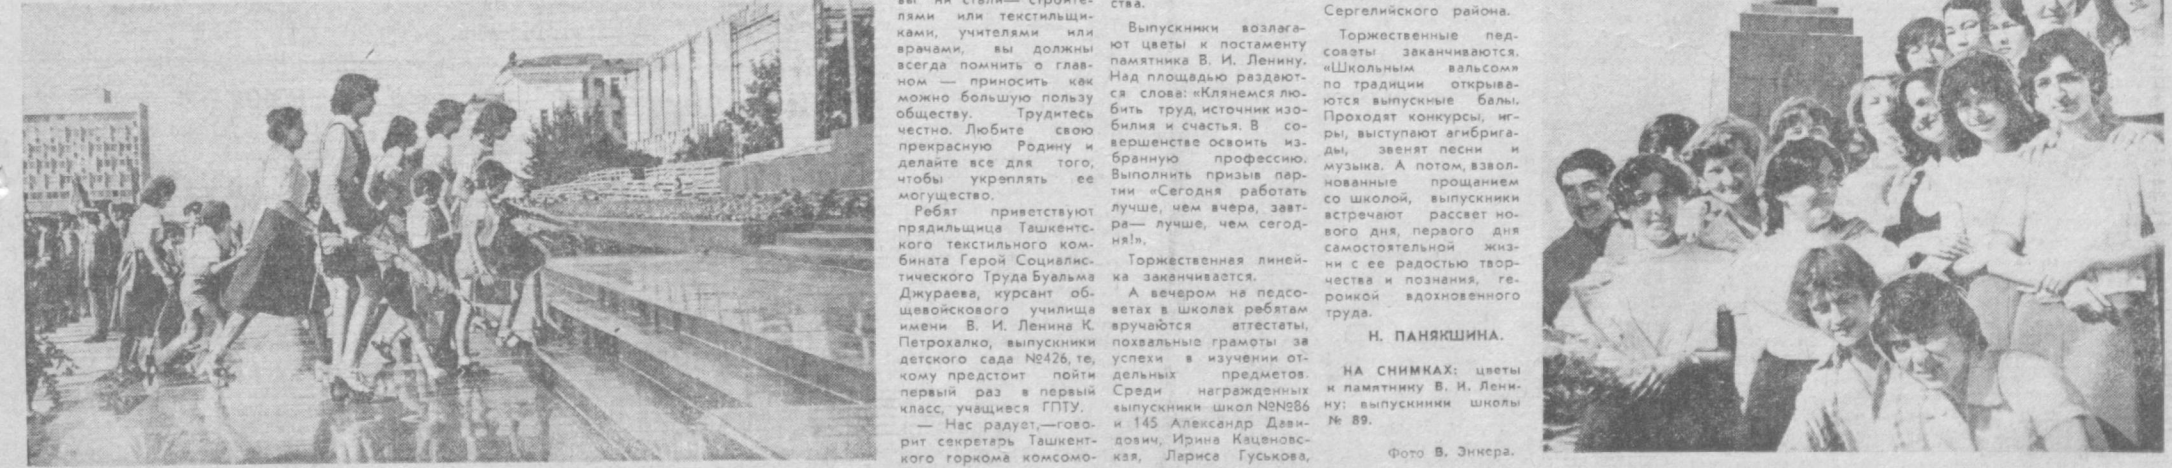 вы ни стали— строите-
лями или текстильщи-
ками, учителями или
врачами, вы должны
всегда помнить о глав-
ном — приносить как
можно большую пользу
обществу. Трудитесь
честно. Любите свою
прекрасную Родину и
делайте все для того,
чтобы укреплять ее
могущество.
Ребят приветствуют
прядильщица Ташкентс-
кого текстильного ком-
бината Герой Социалис-
тического Труда Буальма
Джураева, курсант об-
щевойскового училища
имени В. И. Ленина К.
Петрохалко, выпускники
детского сада №426, те,
кому предстоит пойти
первый раз в первый
класс, учащиеся ГПТУ.
— Нас радует,—гово-
рит секретарь Ташкент-
кого горкома комсомо-
ства.
Выпускники возлага-
ют цветы к постаменту
памятника В. И. Ленину.
Над площадью раздают-
ся слова: «Клянемся лю-
бить труд, источник изо-
билия и счастья. В со-
вершенстве освоить из-
бранную профессию.
Выполнить призыв пар-
тии «Сегодня работать
лучше, чем вчера, завт-
ра— лучше, чем сегод-
ня!».
Торжественная линей-
ка заканчивается.
А вечером на педсо-
ветах в школах ребятам
вручаются аттестаты,
похвальные грамоты за
успехи в изучении от-
дельных предметов.
Среди награжденных
выпускники школ №№86
и 145 Александр Дави-
дович, Ирина Каценовс-
кая, Лариса Гуськова,
Сергелийского района.
Торжественные пед-
советы заканчиваются.
«Школьным вальсом»
по традиции открыва-
ются выпускные балы.
Проходят конкурсы, иг-
ры, выступают агибрига-
ды, звенят песни и
музыка. А потом, взвол-
нованные прощанием
со школой, выпускники
встречают рассвет но-
вого дня, первого дня
самостоятельной жиз-
ни с ее радостью твор-
чества и познания, ге-
роикой вдохновенного
труда.
Н. ПАНЯКШИНА.
НА СНИМКАХ: цветы
к памятнику В. И. Лени-
ну; выпускники школы
№ 89.
Фото В. Энкера.